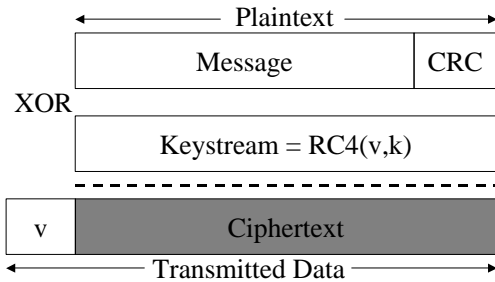 Plaintext
Message CRC
XOR
Keystream = RC4(v,k)
v Ciphertext
Transmitted Data